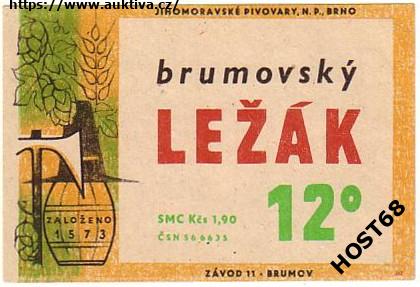 https://www.auktiva.cz/
JIHOMORAVSKÉ PIVOVARY, N. P., BRNO
brumovský
LEŽÁK
12°
ZALOŽENO
1573
SMC Kčs 1,90
ČSN 56 6635
ZÁVOD 11 - BRUMOV
HOST68